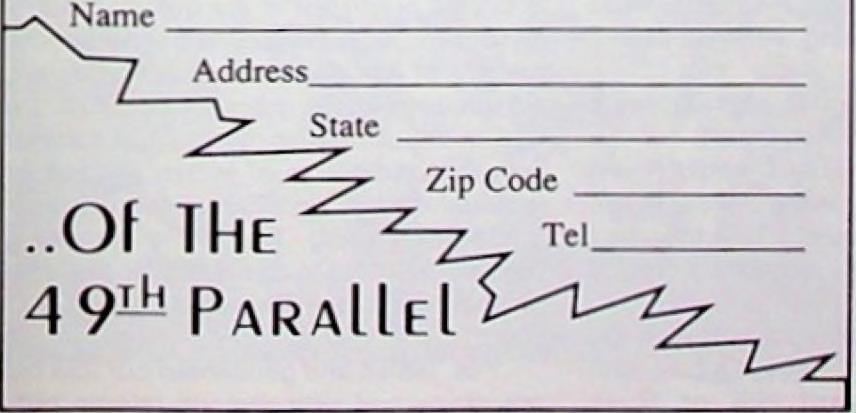 Name
Address
State
Zip Code
Tel
..Of The
49th Parallel